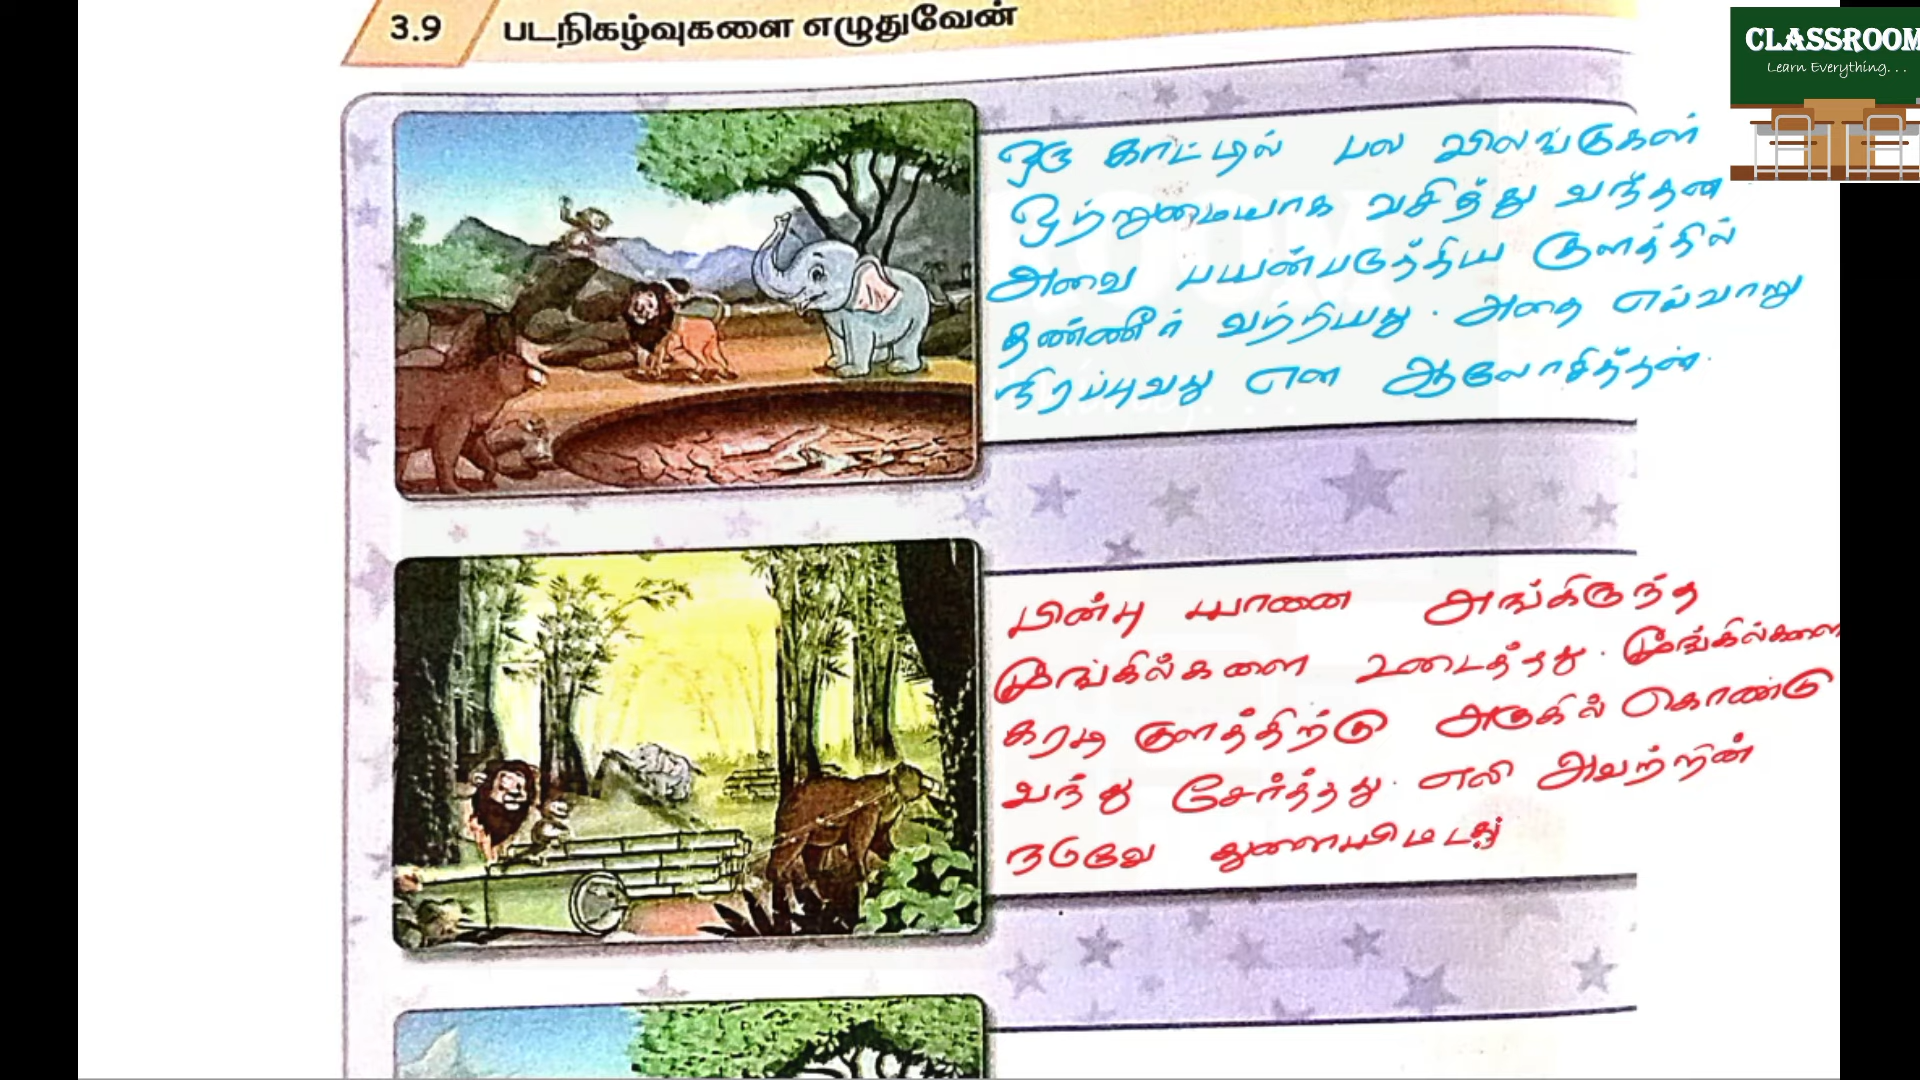 3.9 படநிகழ்வுகளை எழுதுவேன்
CLASSROOM
Learn Everything...
ஒரு காட்டில் பல விலங்குகள்
ஒற்றுமையாக வசித்து வந்தன
அவை பயன்படுத்திய குளத்தில்
தண்ணீர் வற்றியது. அதை எவ்வாறு
நிரப்புவது என ஆலோசித்தன.
பின்பு யானை அங்கிருந்த
மூங்கில்களை உடைத்தது. மூங்கில்களை
கரடி குளத்திற்கு அருகில் கொண்டு
வந்து சேர்த்தது. எலி அவற்றின்
நடுவே